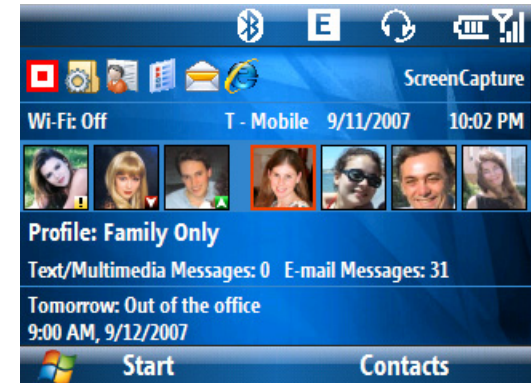 E
ScreenCapture
Wi-Fi: Off T - Mobile 9/11/2007 10:02 PM
Profile: Family Only
Text/Multimedia Messages: 0 E-mail Messages: 31
Tomorrow: Out of the office
9:00 AM, 9/12/2007
Start Contacts